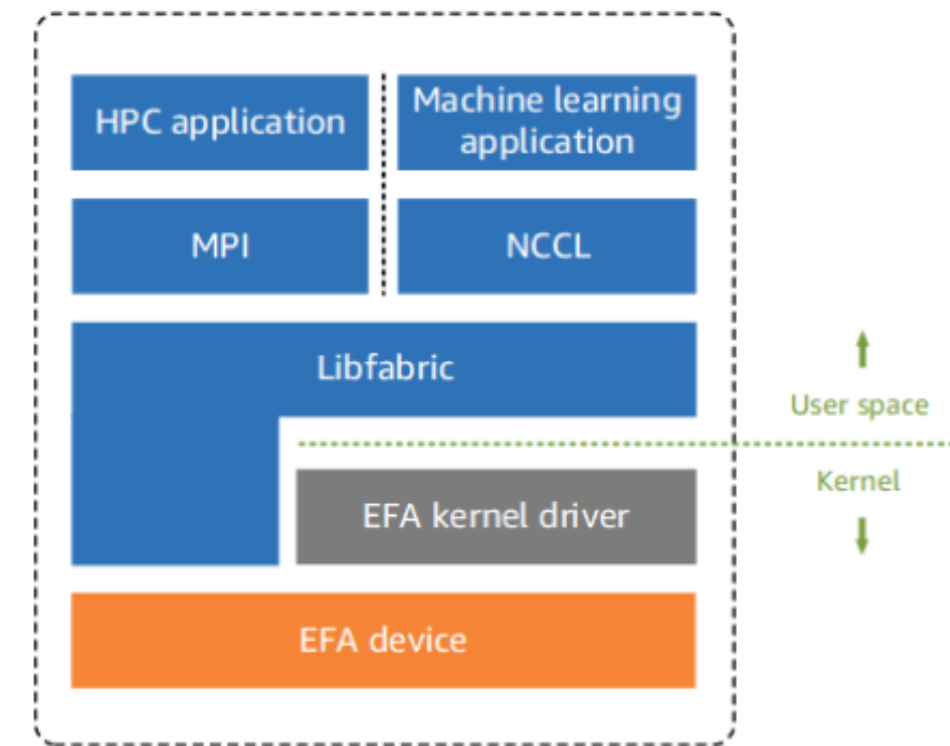 HPC application
Machine learning
application
MPI
NCCL
Libfabric
User space
Kernel
EFA kernel driver
EFA device